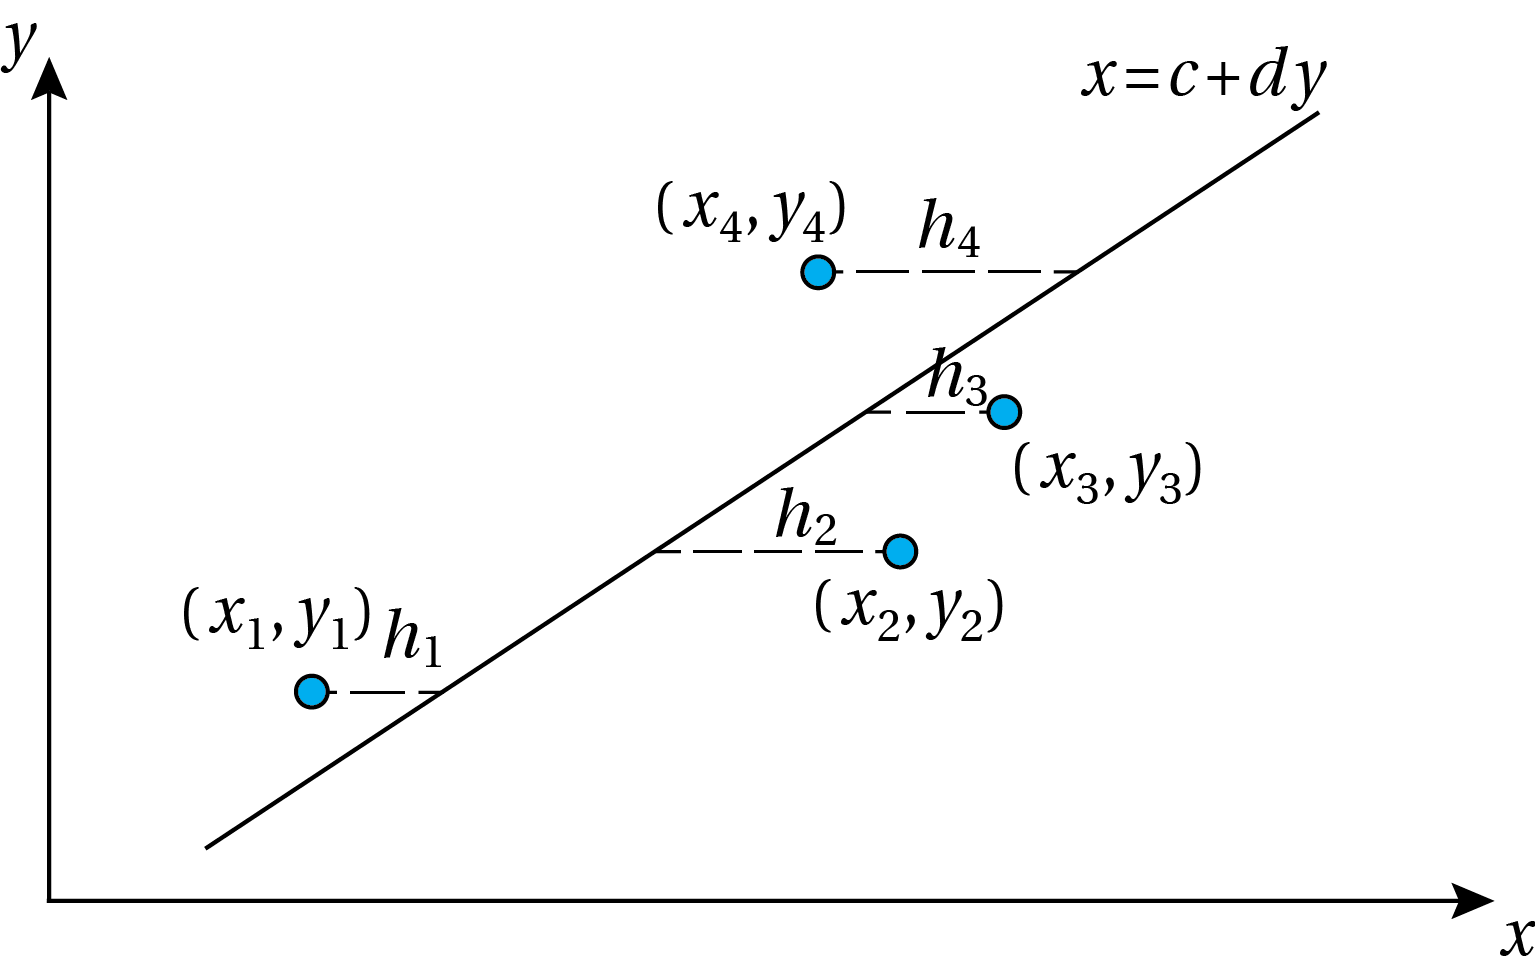 y
x=c+dy
(x₄,y₄)
h₄
h₃
(x₃,y₃)
h₂
(x₂,y₂)
(x₁,y₁)
h₁
x